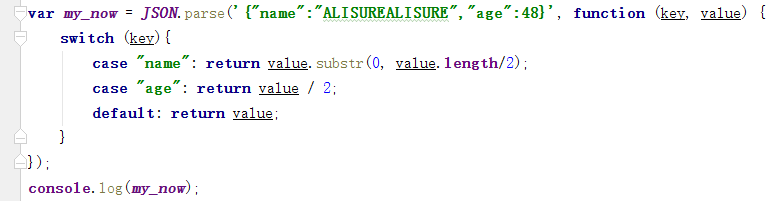 var my_now = JSON.parse('{"name":"ALISUREALISURE","age":48}', function (key, value) {
    switch (key){
        case "name": return value.substr(0, value.length/2);
        case "age": return value / 2;
        default: return value;
    }
});
console.log(my_now);